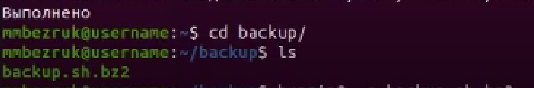 Выполнено
mmbezruk@username:~$ cd backup/
mmbezruk@username:~/backup$ ls
backup.sh.bz2